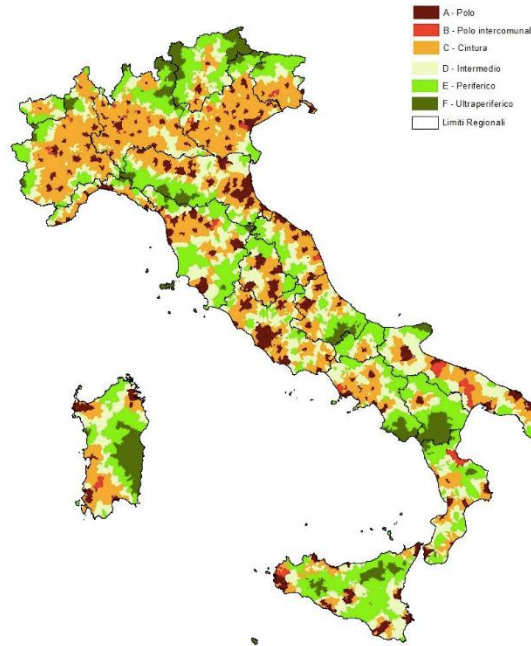 A - Polo
B - Polo intercomunale
C - Cintura
D - Intermedio
E - Periferico
F - Ultraperiferico
Limiti Regionali